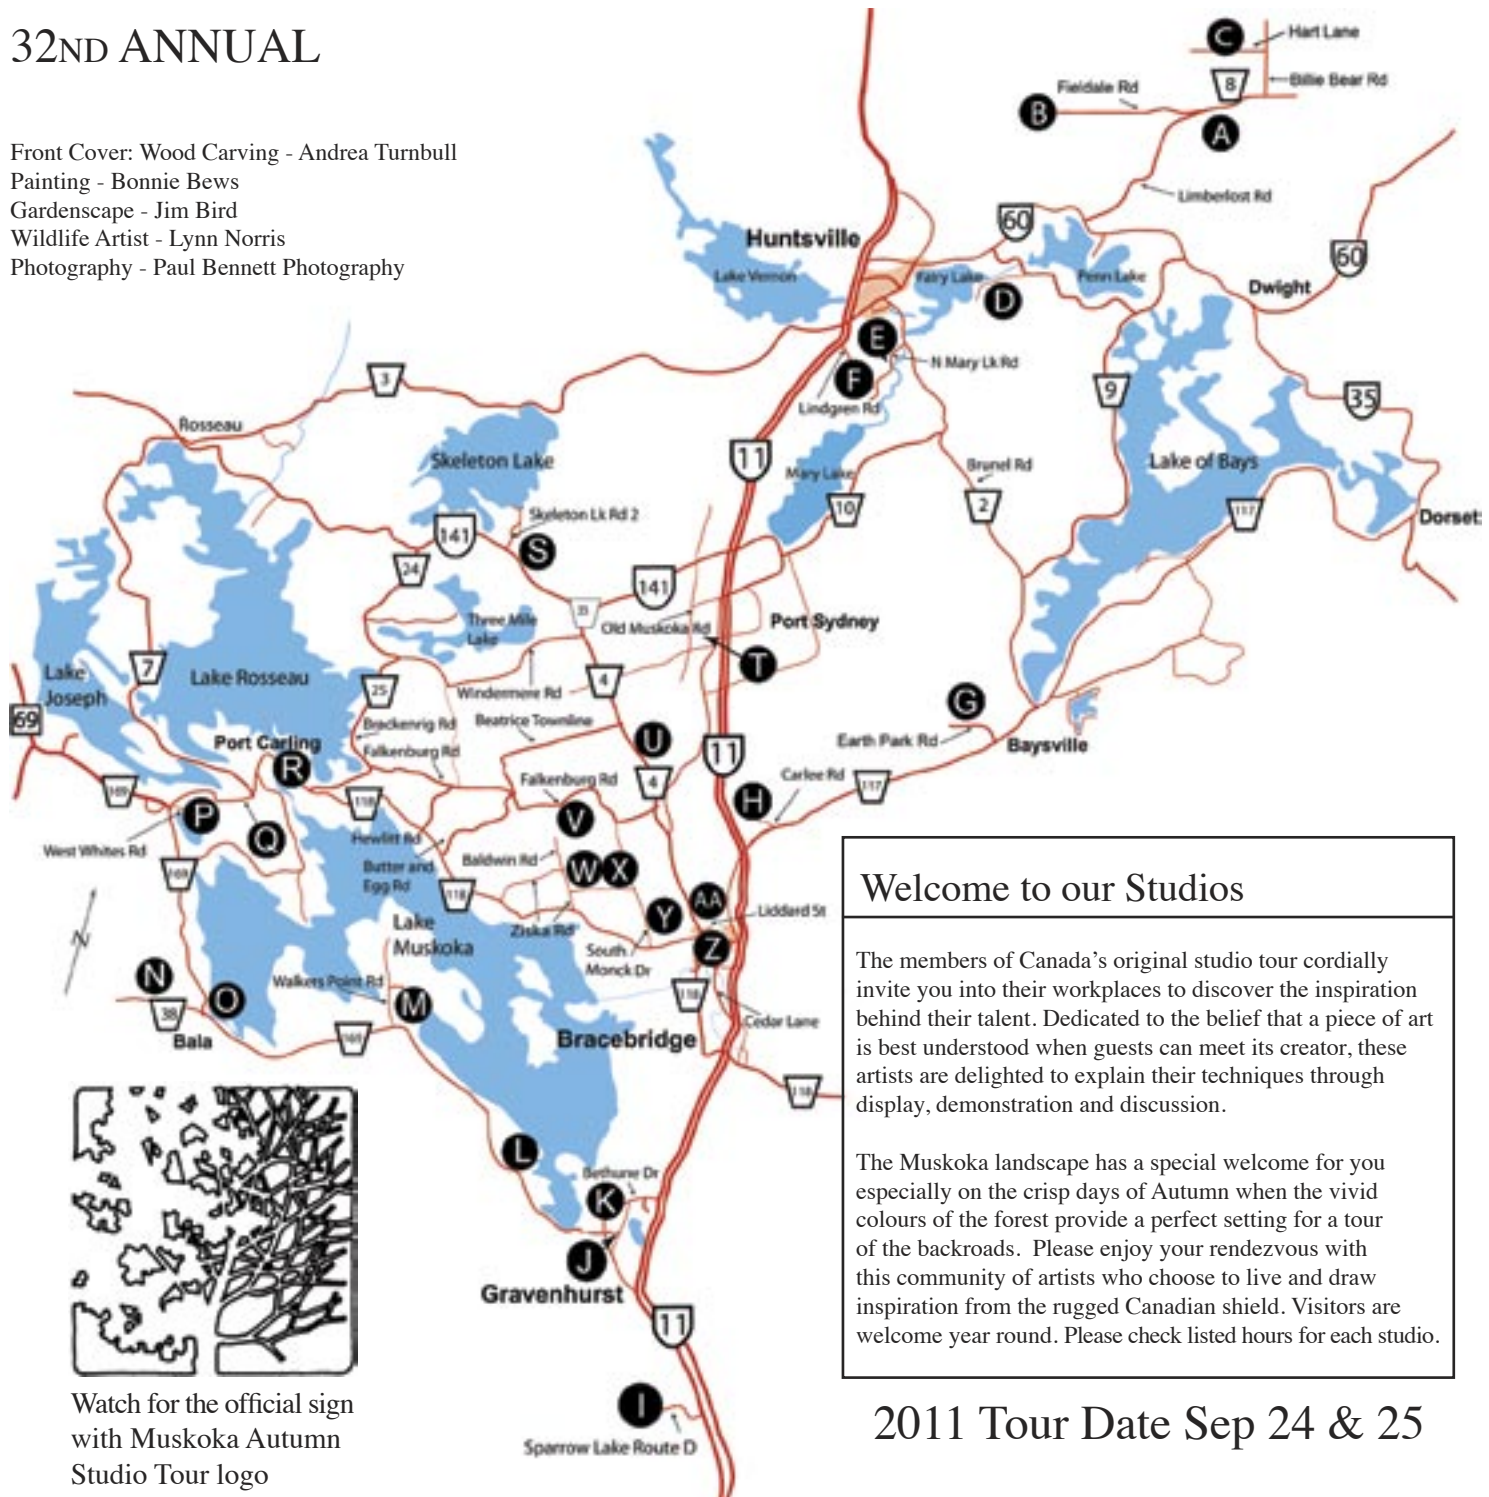 32ND ANNUAL
Front Cover: Wood Carving - Andrea Turnbull
Painting - Bonnie Bews
Gardenscape - Jim Bird
Wildlife Artist - Lynn Norris
Photography - Paul Bennett Photography
C
Hart Lane
8
Billie Bear Rd
Fieldale Rd
B
A
Limberlost Rd
60
Huntsville
60
Lake Vernon
Fairy Lake
Penn Lake
Dwight
D
E
N Mary Lk Rd
F
Lindgren Rd
3
9
35
Rosseau
11
Skeleton Lake
Mary Lake
Brunel Rd
Lake of Bays
10
2
117
Dorset
Skeleton Lk Rd 2
141
S
24
141
Three Mile
Lake
Old Muskoka Rd
Port Sydney
T
7
Lake
Joseph
Lake Rosseau
25
Windermere Rd
4
69
Brackenrig Rd
Beatrice Townline
G
Port Carling
Falkenburg Rd
U
11
Earth Park Rd
Baysville
R
Falkenburg Rd
4
Carlee Rd
117
169
118
H
P
V
Q
Hewlitt Rd
West Whites Rd
Butter and
Egg Rd
Baldwin Rd
W
X
169
118
AA
Liddard St
Y
Lake
Muskoka
Ziska Rd
South
Monck Dr
Z
N
N
O
Walkers Point Rd
M
118
38
Cedar Lane
Bala
169
Bracebridge
118
L
Bethune Dr
K
J
Gravenhurst
11
I
Sparrow Lake Route D
Welcome to our Studios
The members of Canada's original studio tour cordially
invite you into their workplaces to discover the inspiration
behind their talent. Dedicated to the belief that a piece of art
is best understood when guests can meet its creator, these
artists are delighted to explain their techniques through
display, demonstration and discussion.
The Muskoka landscape has a special welcome for you
especially on the crisp days of Autumn when the vivid
colours of the forest provide a perfect setting for a tour
of the backroads.  Please enjoy your rendezvous with
this community of artists who choose to live and draw
inspiration from the rugged Canadian shield. Visitors are
welcome year round. Please check listed hours for each studio.
Watch for the official sign
with Muskoka Autumn
Studio Tour logo
2011 Tour Date Sep 24 & 25